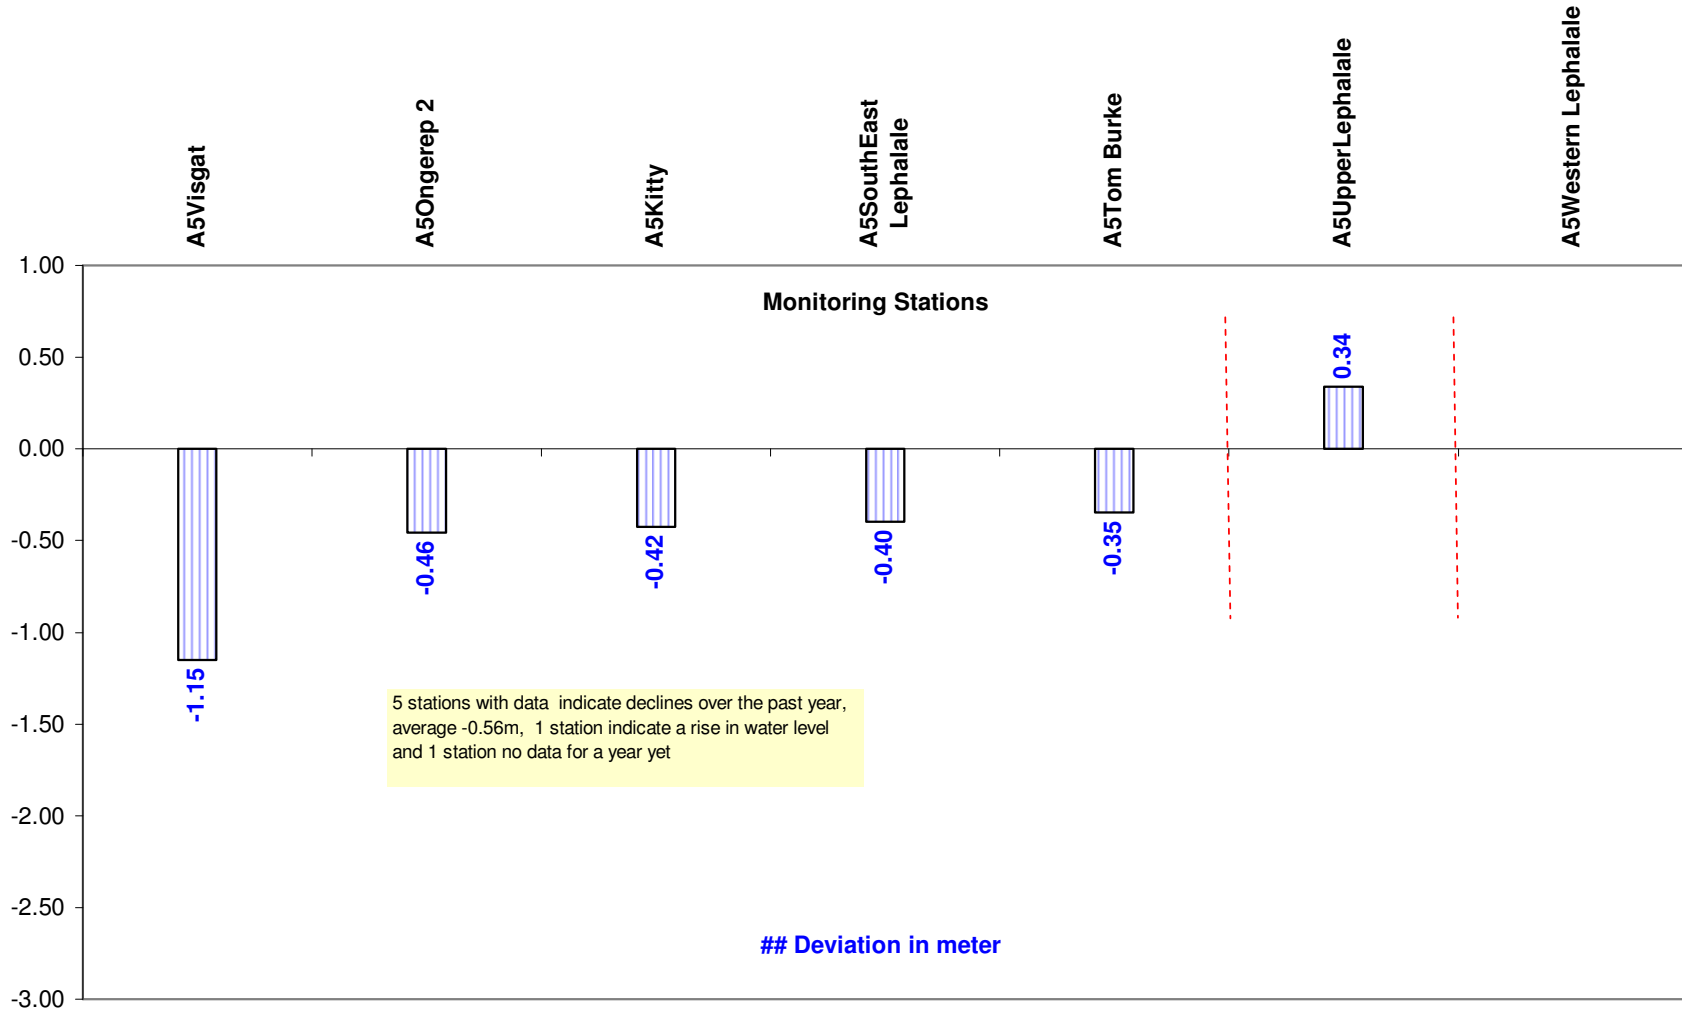 A5Visgat
A5Ongerep 2
A5Kitty
A5SouthEast
Lephalale
A5Tom Burke
A5UpperLephalale
A5Western Lephalale
1.00
0.50
0.00
-0.50
-1.00
-1.50
-2.00
-2.50
-3.00
Monitoring Stations
-1.15
-0.46
-0.42
-0.40
-0.35
0.34
5 stations with data  indicate declines over the past year,
average -0.56m,  1 station indicate a rise in water level
and 1 station no data for a year yet
## Deviation in meter